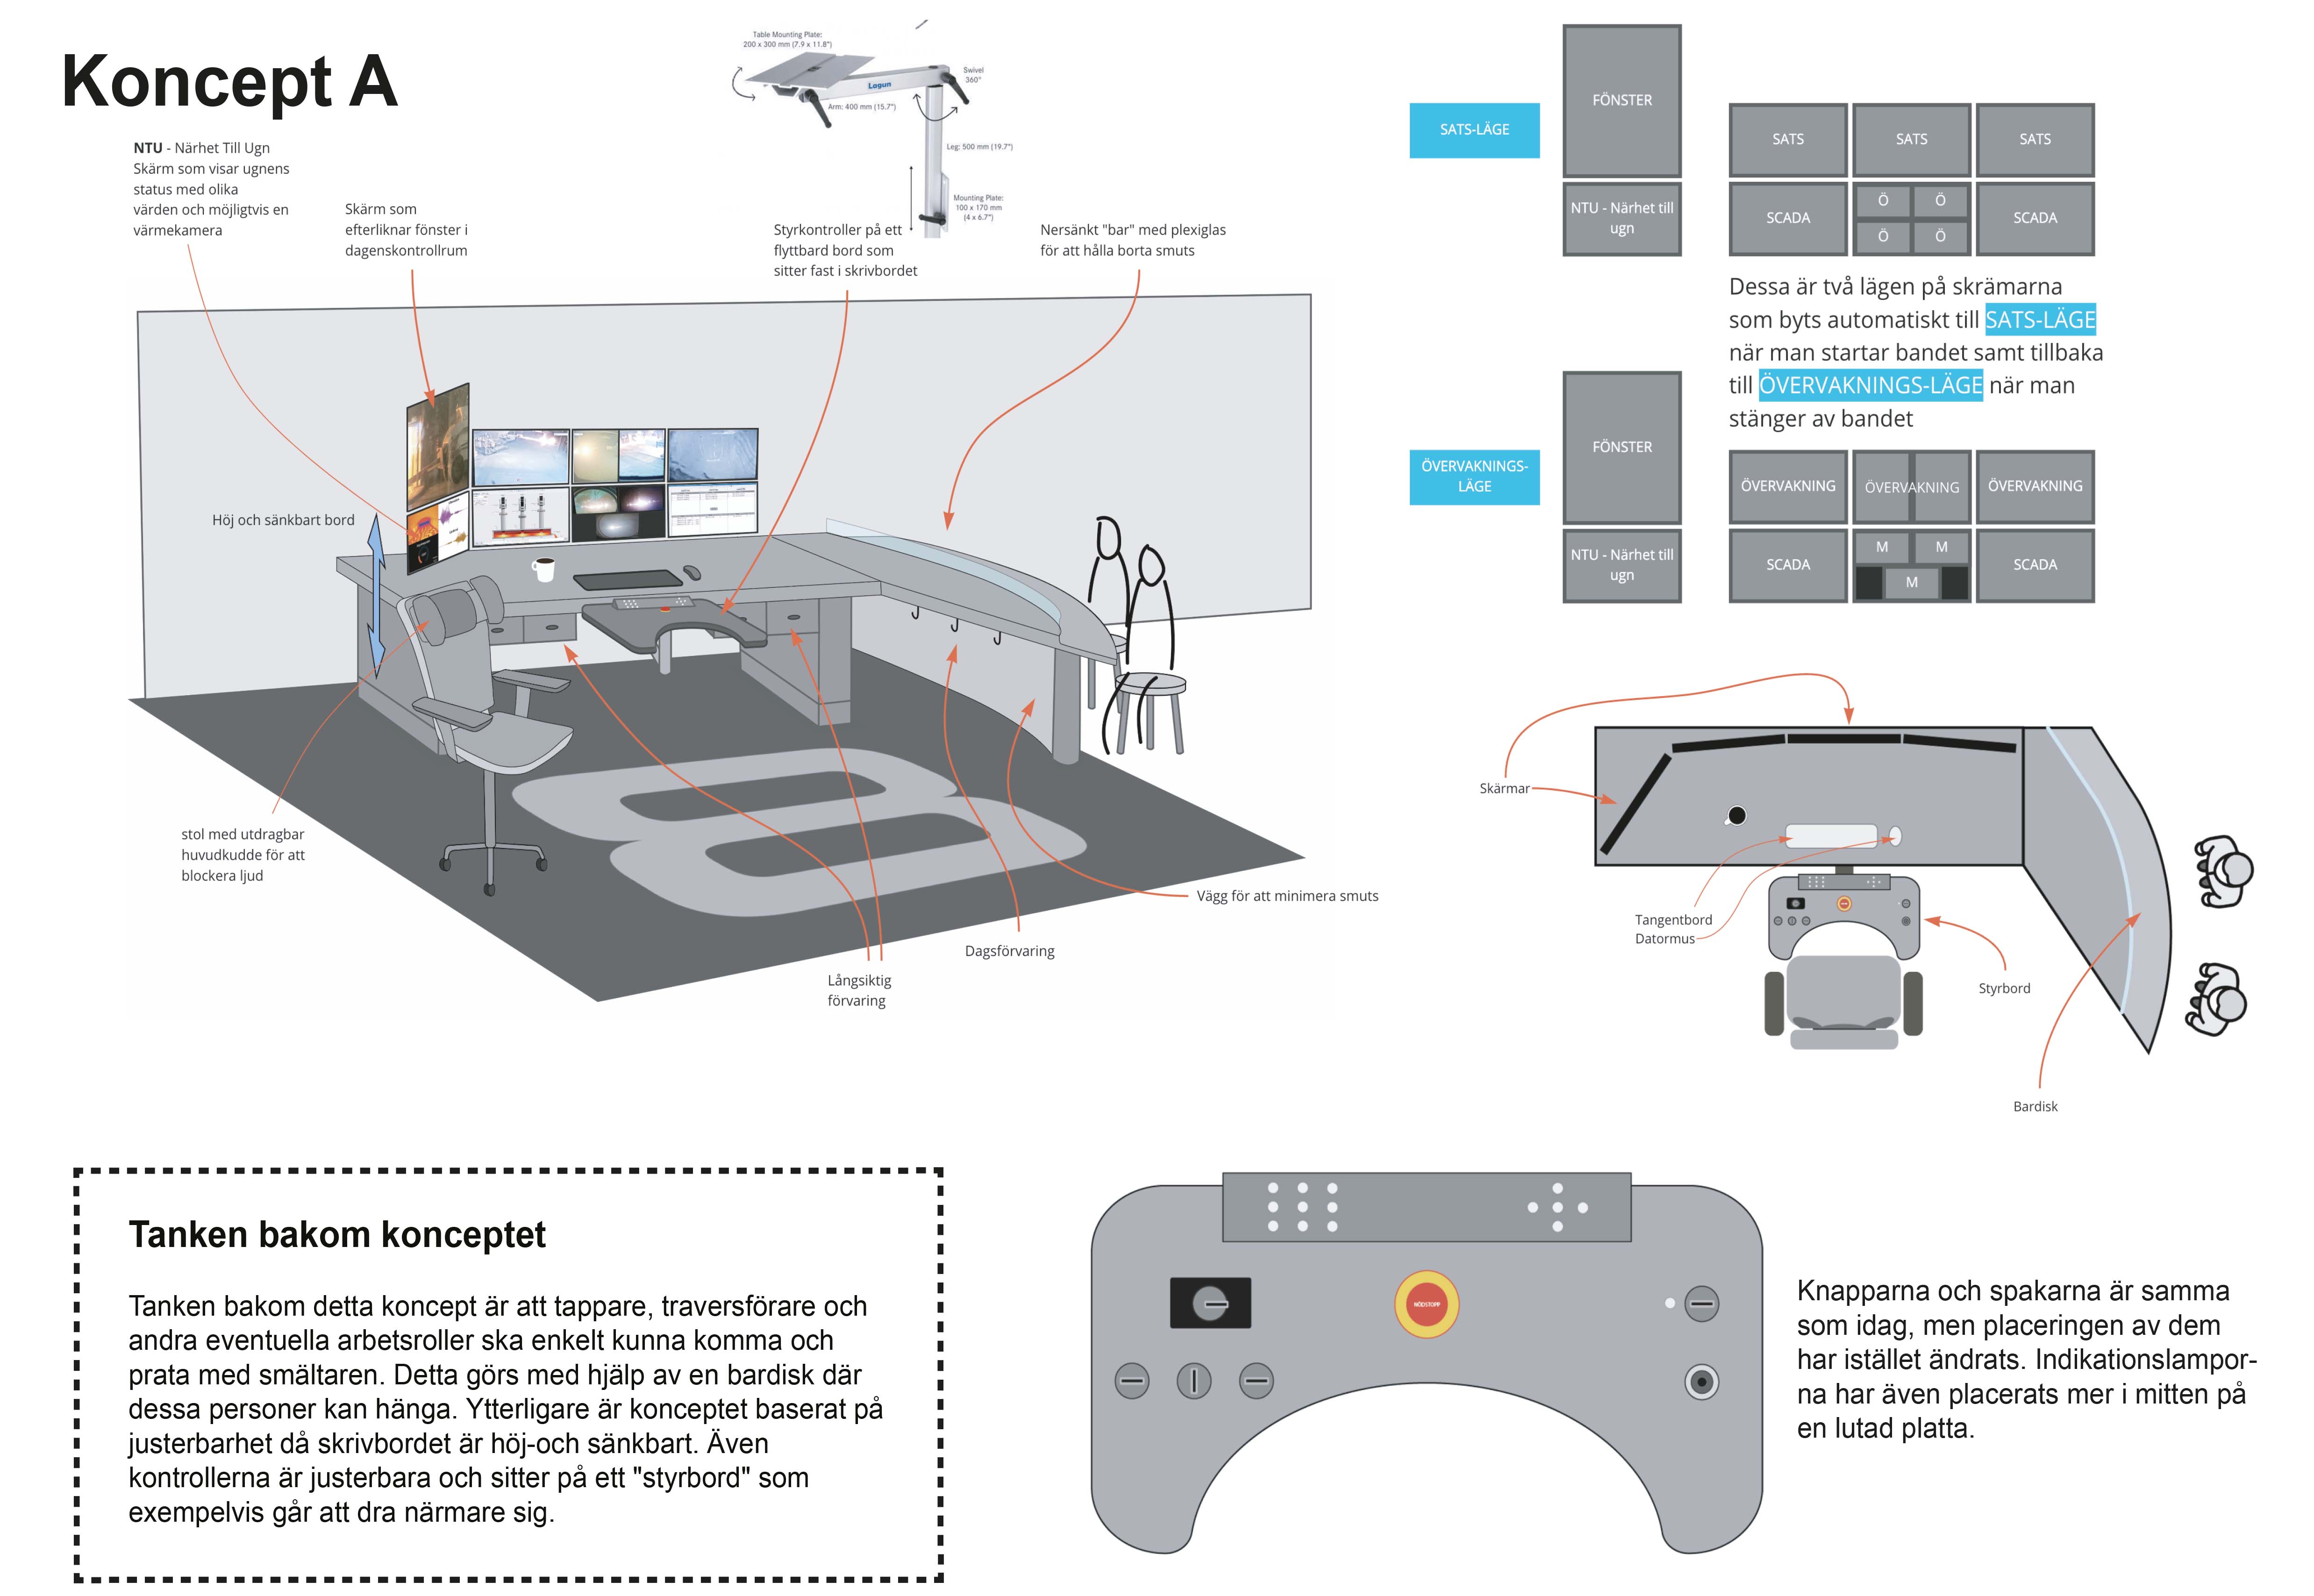 Koncept A
NTU - Närhet Till Ugn
Skärm som visar ugnens
status med olika
värden och möjligtvis en
värmekamera
Skärm som
efterliknar fönster i
dagenskontrollrum
Table Mounting Plate:
200 x 300 mm (7.9 x 11.8")
Swivel
360°
Lagun
Arm: 400 mm (15.7")
Leg: 500 mm (19.7")
Mounting Plate:
100 x 170 mm
(4 x 6.7")
Styrkontroller på ett
flyttbard bord som
sitter fast i skrivbordet
Nersänkt "bar" med plexiglas
för att hålla borta smuts
Höj och sänkbart bord
stol med utdragbar
huvudkudde för att
blockera ljud
Långsiktig
förvaring
Dagsförvaring
Vägg för att minimera smuts
SATS-LÄGE
FÖNSTER
NTU - Närhet till
ugn
SATS
SATS
SATS
SCADA
Ö
Ö
Ö
Ö
SCADA
Dessa är två lägen på skrämarna
som byts automatiskt till SATS-LÄGE
när man startar bandet samt tillbaka
till ÖVERVAKNINGS-LÄGE när man
stänger av bandet
ÖVERVAKNINGS-
LÄGE
FÖNSTER
NTU - Närhet till
ugn
ÖVERVAKNING
ÖVERVAKNING
ÖVERVAKNING
SCADA
M
M
M
SCADA
Skärmar
Tangentbord
Datormus
Styrbord
Bardisk
Tanken bakom konceptet
Tanken bakom detta koncept är att tappare, traversförare och
andra eventuella arbetsroller ska enkelt kunna komma och
prata med smältaren. Detta görs med hjälp av en bardisk där
dessa personer kan hänga. Ytterligare är konceptet baserat på
justerbarhet då skrivbordet är höj-och sänkbart. Även
kontrollerna är justerbara och sitter på ett "styrbord" som
exempelvis går att dra närmare sig.
NÖDSTOPP
Knapparna och spakarna är samma
som idag, men placeringen av dem
har istället ändrats. Indikationslampor-
na har även placerats mer i mitten på
en lutad platta.